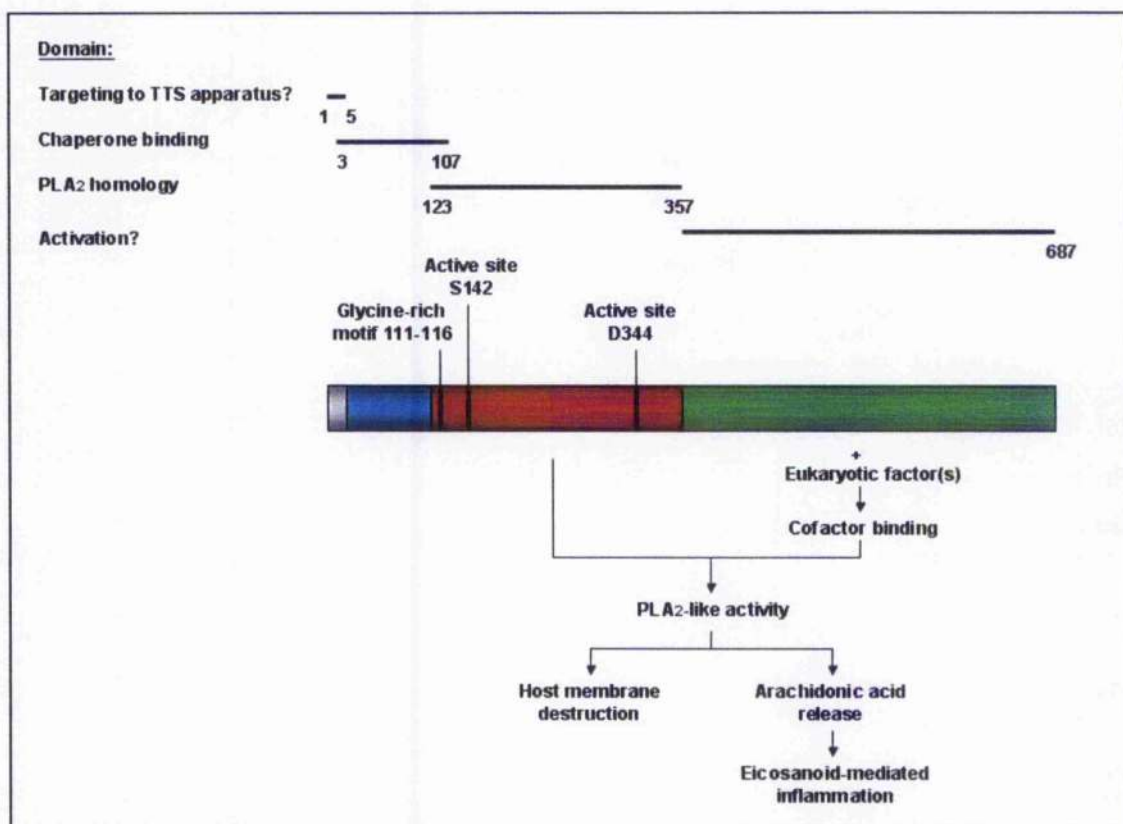 Domain:
Targeting to TTS apparatus?
1 5
Chaperone binding
3 107
PLA2 homology
123 357
Activation?
687
Active site
S142
Glycine-rich
motif 111-116
Active site
D344
+
Eukaryotic factor(s)
Cofactor binding
PLA2-like activity
Host membrane
destruction
Arachidonic acid
release
Eicosanoid-mediated
inflammation